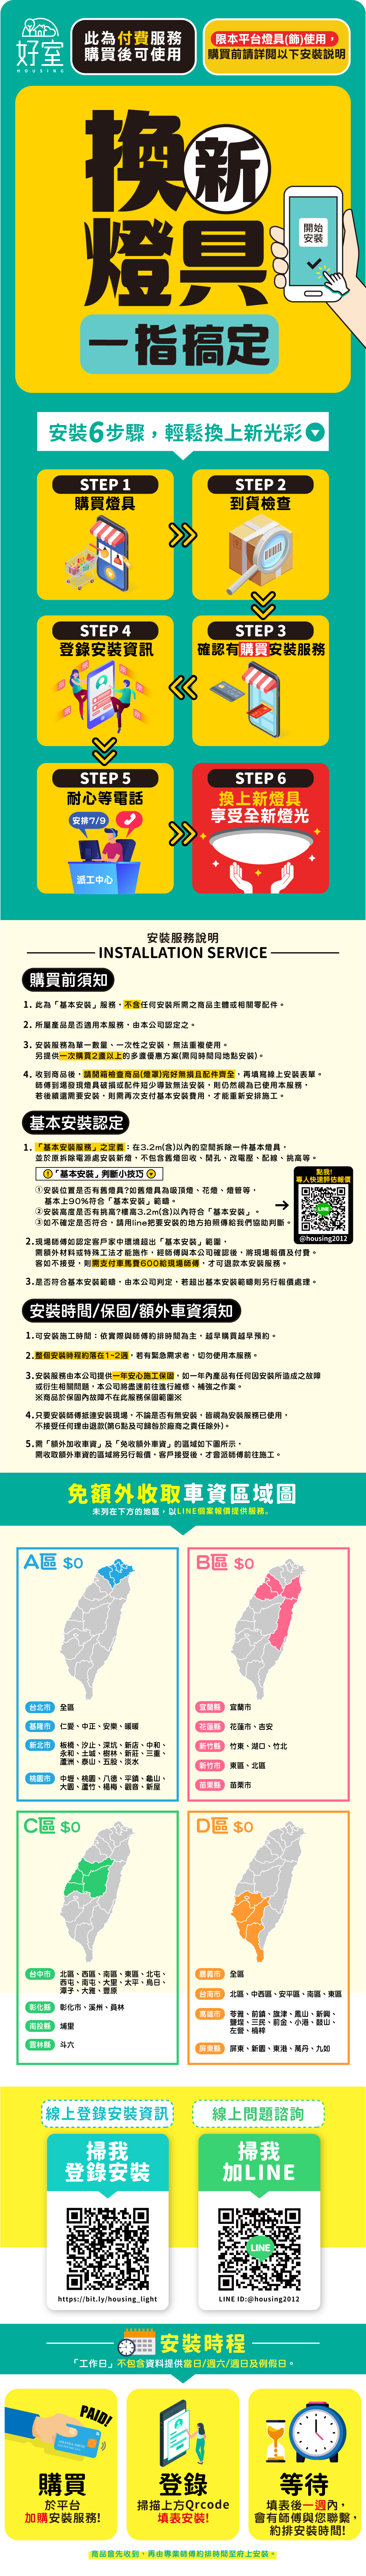 好室
HOUSING
此為付費服務
購買後可使用
限本平台燈具(飾)使用，
購買前請詳閱以下安裝說明
換新
燈具
一指搞定
開始
安裝
安裝6步驟，輕鬆換上新光彩
STEP 1
購買燈具
STEP 2
到貨檢查
STEP 4
登錄安裝資訊
STEP 3
確認有購買安裝服務
STEP 5
耐心等電話
安排7/9
派工中心
STEP 6
換上新燈具
享受全新燈光
安裝服務說明
INSTALLATION SERVICE
購買前須知
1. 此為「基本安裝」服務，不含任何安裝所需之商品主體或相關零配件。
2. 所屬產品是否適用本服務，由本公司認定之。
3. 安裝服務為單一數量、一次性之安裝，無法重複使用。
另提供一次購買2盞以上的多盞優惠方案(需同時間同地點安裝)。
4. 收到商品後，請開箱檢查商品(燈罩)完好無損且配件齊全，再填寫線上安裝表單。
師傅到場發現燈具破損或配件短少導致無法安裝，則仍然視為已使用本服務，
若後續還需要安裝，則需再次支付基本安裝費用，才能重新安排施工。
基本安裝認定
1. 「基本安裝服務」之定義：在3.2m(含)以內的空間拆除一件基本燈具，
並於原拆除電源處安裝新燈，不包含舊燈回收、開孔、改電壓、配線、挑高等。
「基本安裝」判斷小技巧
①安裝位置是否有舊燈具?如舊燈具為吸頂燈、花燈、燈管等，
基本上90%符合「基本安裝」範疇。
②安裝高度是否有挑高?樓高3.2m(含)以內符合「基本安裝」。
③如不確定是否符合，請用line把要安裝的地方拍照傳給我們協助判斷。
點我!
專人快速評估報價
LINE
@housing2012
2.現場師傅如認定客戶家中環境超出「基本安裝」範圍，
需額外材料或特殊工法才能施作，經師傅與本公司確認後，將現場報價及付費。
客如不接受，則需支付車馬費600給現場師傅，才可退款本安裝服務。
3.是否符合基本安裝範疇，由本公司判定，若超出基本安裝範疇則另行報價處理。
安裝時間/保固/額外車資須知
1.可安裝施工時間：依實際與師傅約排時間為主，越早購買越早預約。
2.整個安裝時程約落在1~2週，若有緊急需求者，切勿使用本服務。
3.安裝服務由本公司提供一年安心施工保固，如一年內產品有任何因安裝所造成之故障
或衍生相關問題，本公司將盡速前往進行維修、補強之作業。
※商品於保固內故障不在此服務保固範圍※
4.只要安裝師傅抵達安裝現場，不論是否有無安裝，皆視為安裝服務已使用，
不接受任何理由退款(第6點及可歸咎於廠商之責任除外)。
5.需「額外加收車資」及「免收額外車資」的區域如下圖所示，
需收取額外車資的區域將另行報價，客戶接受後，才會派師傅前往施工。
免額外收取車資區域圖
未列在下方的地區，以LINE個案報價提供服務。
A區 $0
台北市 全區
基隆市 仁愛、中正、安樂、暖暖
新北市 板橋、汐止、深坑、新店、中和、
永和、土城、樹林、新莊、三重、
蘆洲、泰山、五股、淡水
桃園市 中壢、桃園、八德、平鎮、龜山、
大園、蘆竹、楊梅、觀音、新屋
B區 $0
宜蘭縣 宜蘭市
花蓮縣 花蓮市、吉安
新竹縣 竹東、湖口、竹北
新竹市 東區、北區
苗栗縣 苗栗市
C區 $0
台中市 北區、西區、南區、東區、北屯、
西屯、南屯、大里、太平、烏日、
潭子、大雅、豐原
彰化縣 彰化市、溪州、員林
南投縣 埔里
雲林縣 斗六
D區 $0
嘉義市 全區
台南市 北區、中西區、安平區、南區、東區
高雄市 苓雅、前鎮、旗津、鳳山、新興、
鹽埕、三民、前金、小港、鼓山、
左營、楠梓
屏東縣 屏東、新園、東港、萬丹、九如
線上登錄安裝資訊
掃我
登錄安裝
https://bit.ly/housing_light
線上問題諮詢
掃我
加LINE
LINE
LINE ID:@housing2012
安裝時程
「工作日」不包含資料提供當日/週六/週日及例假日。
PAID!
購買
於平台
加購安裝服務!
登錄
掃描上方Qrcode
填表安裝!
等待
填表後一週內，
會有師傅與您聯繫，
約排安裝時間!
商品會先收到，再由專業師傅約排時間至府上安裝。